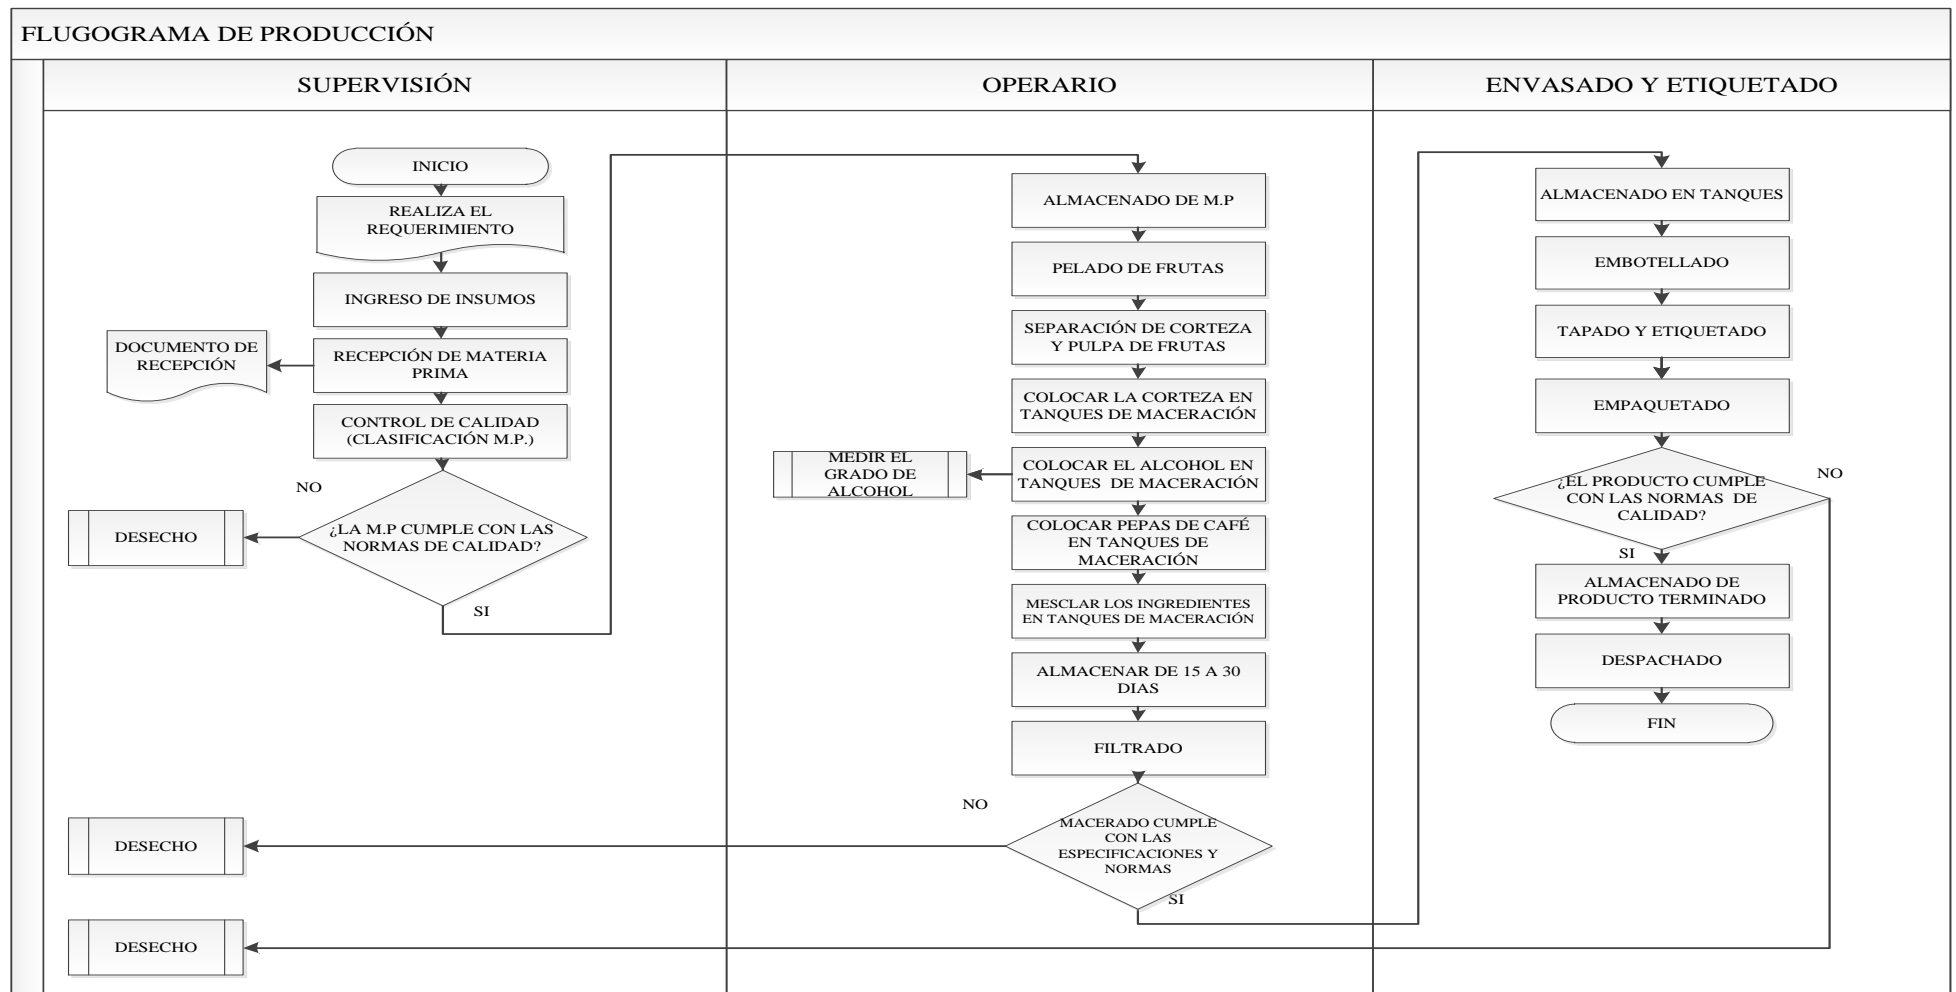 FLUGOGRAMA DE PRODUCCIÓN
SUPERVISIÓN
OPERARIO
ENVASADO Y ETIQUETADO
INICIO
REALIZA EL
REQUERIMIENTO
INGRESO DE INSUMOS
DOCUMENTO DE
RECEPCIÓN
RECEPCIÓN DE MATERIA
PRIMA
CONTROL DE CALIDAD
(CLASIFICACIÓN M.P.)
NO
DESECHO
¿LA M.P CUMPLE CON LAS
NORMAS DE CALIDAD?
SI
ALMACENADO DE M.P
PELADO DE FRUTAS
SEPARACIÓN DE CORTEZA
Y PULPA DE FRUTAS
COLOCAR LA CORTEZA EN
TANQUES DE MACERACIÓN
MEDIR EL
GRADO DE
ALCOHOL
COLOCAR EL ALCOHOL EN
TANQUES DE MACERACIÓN
COLOCAR PEPAS DE CAFÉ
EN TANQUES DE
MACERACIÓN
MESCLAR LOS INGREDIENTES
EN TANQUES DE MACERACIÓN
ALMACENAR DE 15 A 30
DIAS
FILTRADO
NO
MACERADO CUMPLE
CON LAS
ESPECIFICACIONES Y
NORMAS
SI
DESECHO
DESECHO
ALMACENADO EN TANQUES
EMBOTELLADO
TAPADO Y ETIQUETADO
EMPAQUETADO
NO
¿EL PRODUCTO CUMPLE
CON LAS NORMAS DE
CALIDAD?
SI
ALMACENADO DE
PRODUCTO TERMINADO
DESPACHADO
FIN